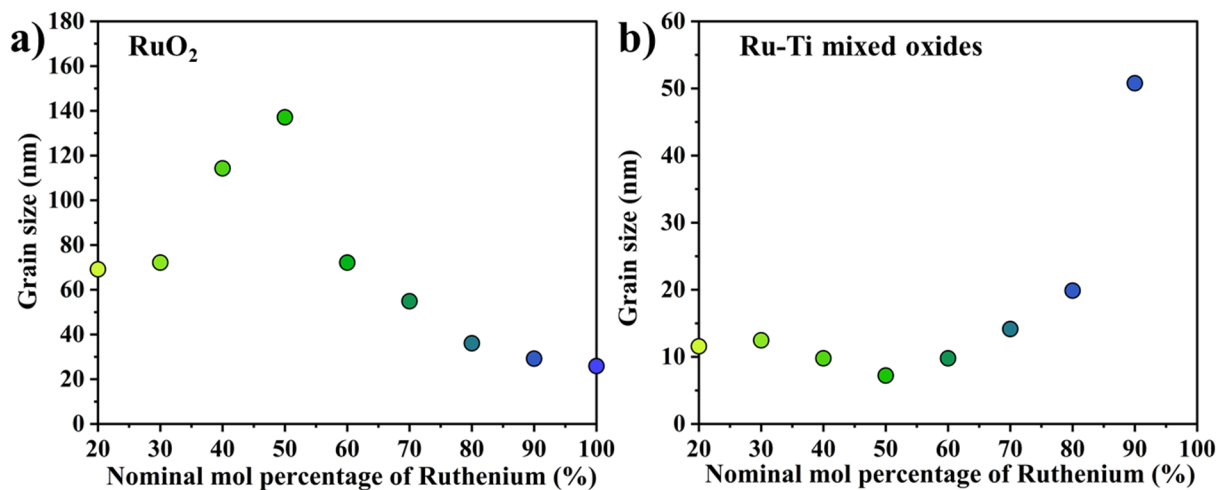 a)
RuO₂
Grain size (nm)
180
160
140
120
100
80
60
40
20
0
20 30 40 50 60 70 80 90 100
Nominal mol percentage of Ruthenium (%)
b)
Ru-Ti mixed oxides
Grain size (nm)
60
50
40
30
20
10
0
20 30 40 50 60 70 80 90 100
Nominal mol percentage of Ruthenium (%)